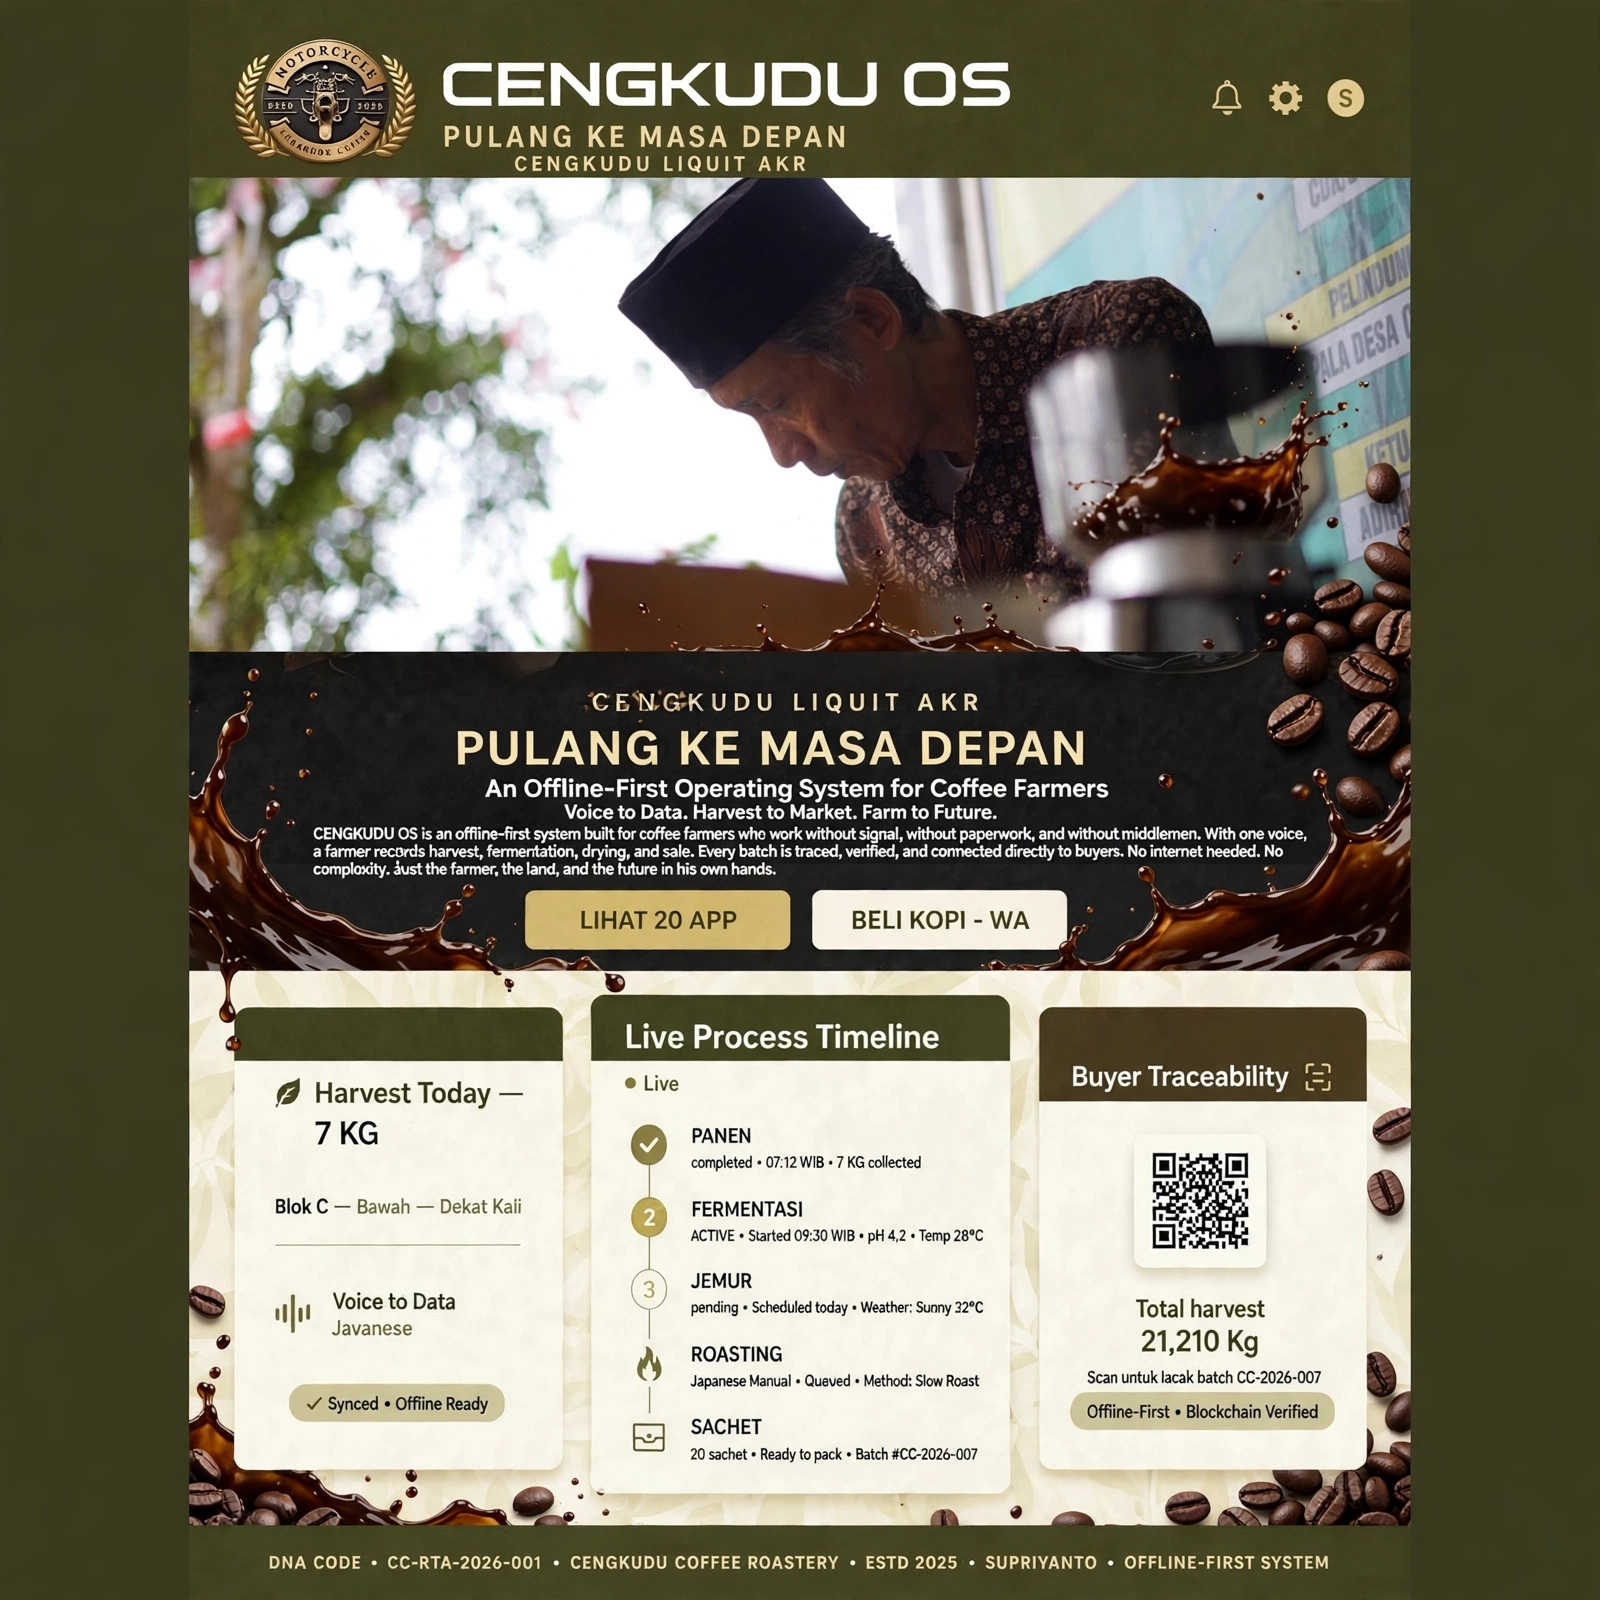 MOTORCYCLE
CENGKUDU OS
PULANG KE MASA DEPAN
CENGKUDU LIQUIT AKR
S
PELINDUN
PALA DESA
KETU
CENGKUDU LIQUIT AKR
PULANG KE MASA DEPAN
An Offline-First Operating System for Coffee Farmers
Voice to Data. Harvest to Market. Farm to Future.
CENGKUDU OS is an offline-first system built for coffee farmers who work without signal, without paperwork, and without middlemen. With one voice,
a farmer records harvest, fermentation, drying, and sale. Every batch is traced, verified, and connected directly to buyers. No internet needed. No
comploxity. Just the farmer, the land, and the future in his own hands.
LIHAT 20 APP
BELI KOPI - WA
Harvest Today —
7 KG
Blok C — Bawah — Dekat Kali
Voice to Data
Javanese
Synced • Offline Ready
Live Process Timeline
Live
PANEN
completed • 07:12 WIB • 7 KG collected
2
FERMENTASI
ACTIVE • Started 09:30 WIB • pH 4,2 • Temp 28°C
3
JEMUR
pending • Scheduled today • Weather: Sunny 32°C
ROASTING
Japanese Manual • Queved • Method: Slow Roast
SACHET
20 sachet • Ready to pack • Batch #CC-2026-007
Buyer Traceability
Total harvest
21,210 Kg
Scan untuk lacak batch CC-2026-007
Offline-First • Blockchain Verified
DNA CODE • CC-RTA-2026-001 • CENGKUDU COFFEE ROASTERY • ESTD 2025 • SUPRIYANTO • OFFLINE-FIRST SYSTEM